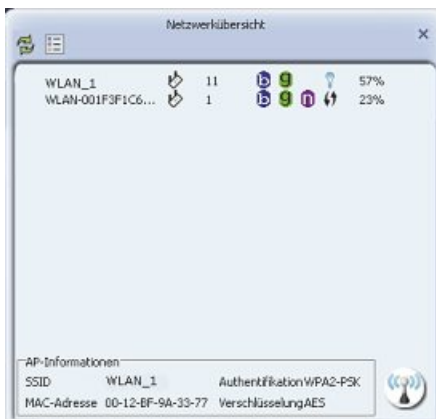 Netzwerkübersicht
WLAN_1 11 b g 57%
WLAN-001F3F1C6... 1 b g n 23%
AP-Informationen
SSID WLAN_1 Authentifikation WPA2-PSK
MAC-Adresse 00-12-BF-9A-33-77 Verschlüsselung AES